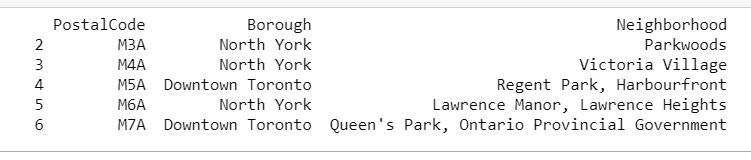 PostalCode Borough Neighborhood
2 M3A North York Parkwoods
3 M4A North York Victoria Village
4 M5A Downtown Toronto Regent Park, Harbourfront
5 M6A North York Lawrence Manor, Lawrence Heights
6 M7A Downtown Toronto Queen's Park, Ontario Provincial Government